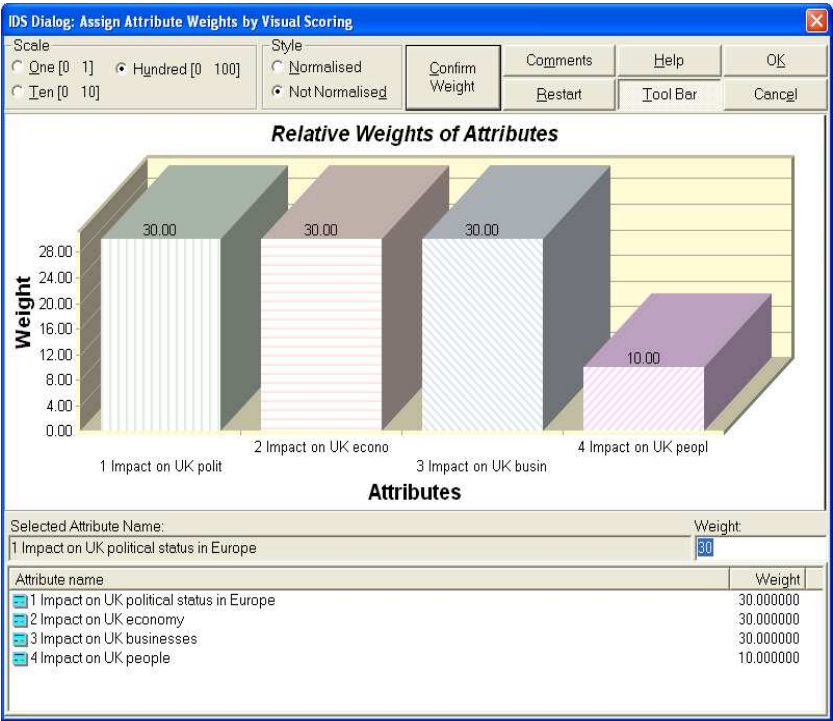 IDS Dialog: Assign Attribute Weights by Visual Scoring
Scale
One [0 1]
Hundred [0 100]
Ten [0 10]
Style
Normalised
Not Normalised
Confirm
Weight
Comments
Help
OK
Restart
Tool Bar
Cancel
Relative Weights of Attributes
30.00
30.00
30.00
10.00
28.00
24.00
20.00
16.00
12.00
8.00
4.00
0.00
Weight
1 Impact on UK polit
2 Impact on UK econo
3 Impact on UK busin
4 Impact on UK peopl
Attributes
Selected Attribute Name:
Weight:
1 Impact on UK political status in Europe
30
Attribute name
Weight
1 Impact on UK political status in Europe 30.000000
2 Impact on UK economy 30.000000
3 Impact on UK businesses 30.000000
4 Impact on UK people 10.000000